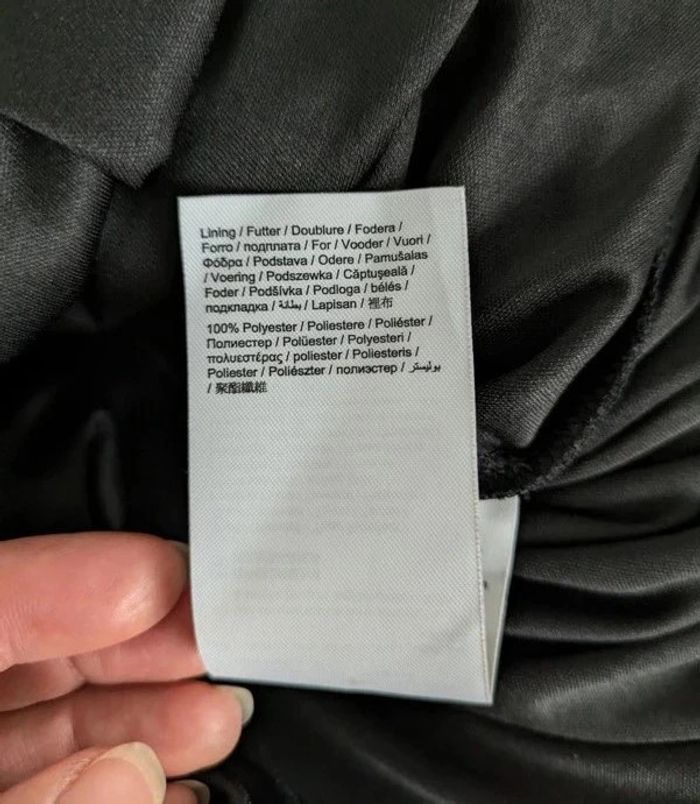 Lining / Futter / Doublure / Fodera /
Forro / подплата / For / Vooder / Vuori /
Φόδρα / Podstava / Odere / Pamušalas
/ Voering / Podszewka / Căptuşeală /
Foder / Podšívka / Podloga / bélés /
подкладка / بطانة / Lapisan / 裡布
100% Polyester / Poliestere / Poliéster /
Полиестер / Polüester / Polyesteri /
πολυεστέρας / poliester / Poliesteris /
Poliester / Poliészter / полиэстер / بوليستر
/ 聚酯纖維